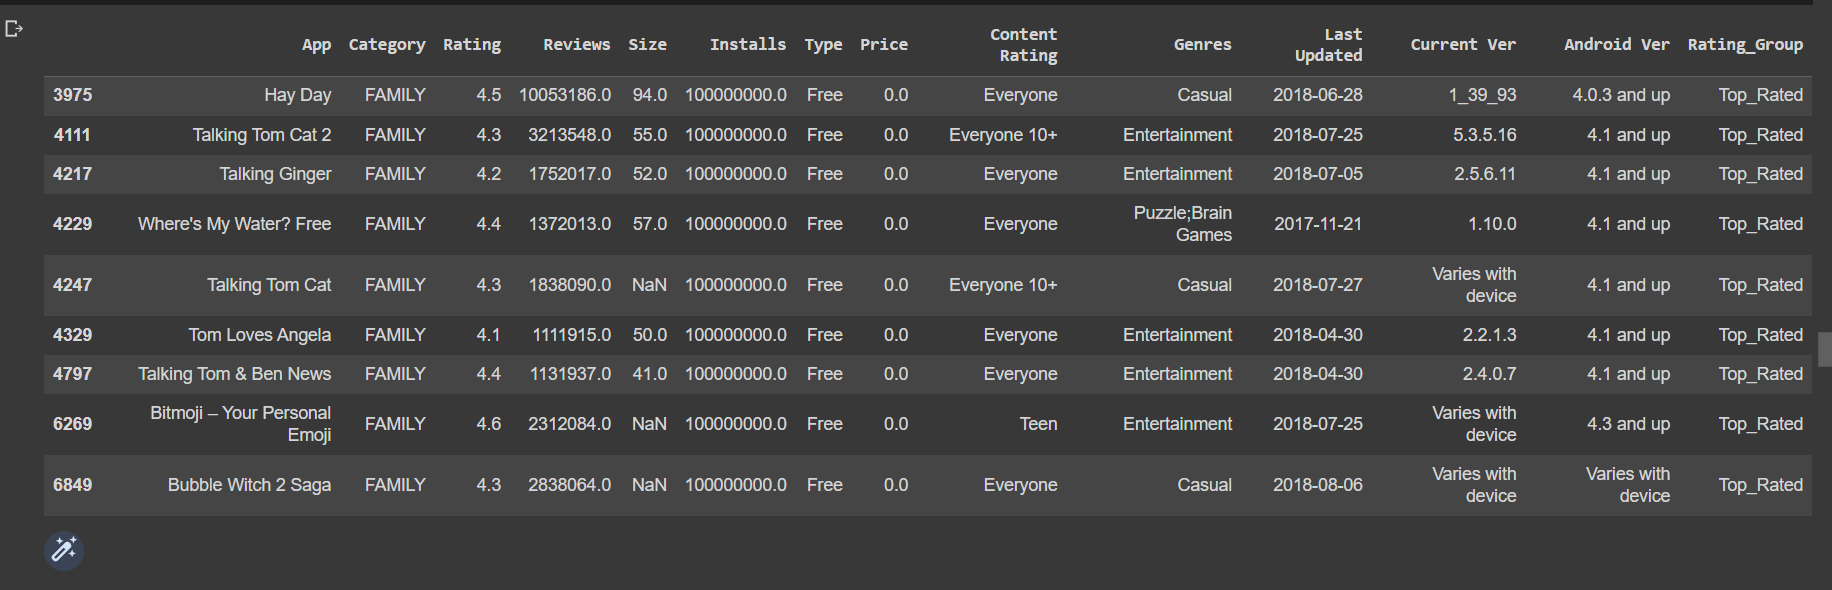 App Category Rating Reviews Size Installs Type Price Content Rating Genres Last Updated Current Ver Android Ver Rating_Group
3975 Hay Day FAMILY 4.5 10053186.0 94.0 100000000.0 Free 0.0 Everyone Casual 2018-06-28 1_39_93 4.0.3 and up Top_Rated
4111 Talking Tom Cat 2 FAMILY 4.3 3213548.0 55.0 100000000.0 Free 0.0 Everyone 10+ Entertainment 2018-07-25 5.3.5.16 4.1 and up Top_Rated
4217 Talking Ginger FAMILY 4.2 1752017.0 52.0 100000000.0 Free 0.0 Everyone Entertainment 2018-07-05 2.5.6.11 4.1 and up Top_Rated
4229 Where's My Water? Free FAMILY 4.4 1372013.0 57.0 100000000.0 Free 0.0 Everyone Puzzle;Brain Games 2017-11-21 1.10.0 4.1 and up Top_Rated
4247 Talking Tom Cat FAMILY 4.3 1838090.0 NaN 100000000.0 Free 0.0 Everyone 10+ Casual 2018-07-27 Varies with device 4.1 and up Top_Rated
4329 Tom Loves Angela FAMILY 4.1 1111915.0 50.0 100000000.0 Free 0.0 Everyone Entertainment 2018-04-30 2.2.1.3 4.1 and up Top_Rated
4797 Talking Tom & Ben News FAMILY 4.4 1131937.0 41.0 100000000.0 Free 0.0 Everyone Entertainment 2018-04-30 2.4.0.7 4.1 and up Top_Rated
6269 Bitmoji – Your Personal Emoji FAMILY 4.6 2312084.0 NaN 100000000.0 Free 0.0 Teen Entertainment 2018-07-25 Varies with device 4.3 and up Top_Rated
6849 Bubble Witch 2 Saga FAMILY 4.3 2838064.0 NaN 100000000.0 Free 0.0 Everyone Casual 2018-08-06 Varies with device Varies with device Top_Rated